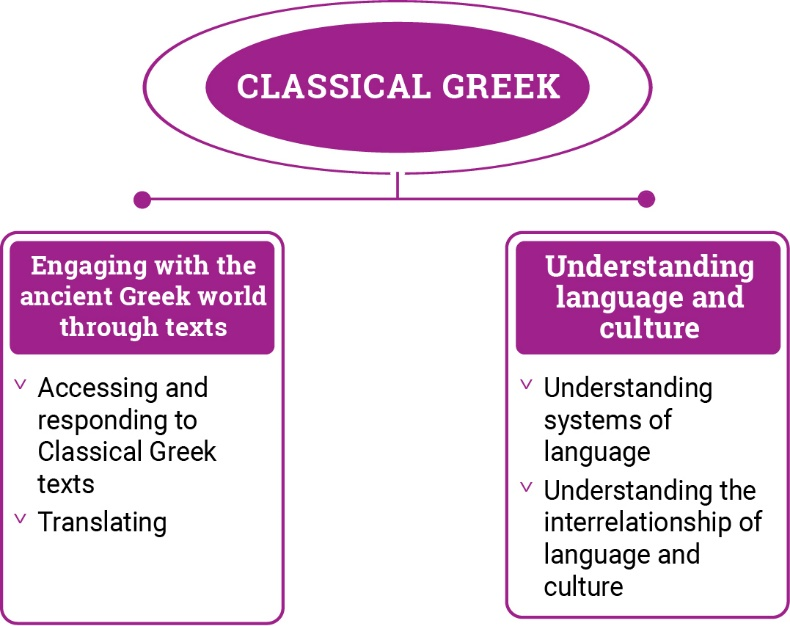 CLASSICAL GREEK
Engaging with the
ancient Greek world
through texts
Accessing and
responding to
Classical Greek
texts
Translating
Understanding
language and
culture
Understanding
systems of
language
Understanding the
interrelationship of
language and
culture